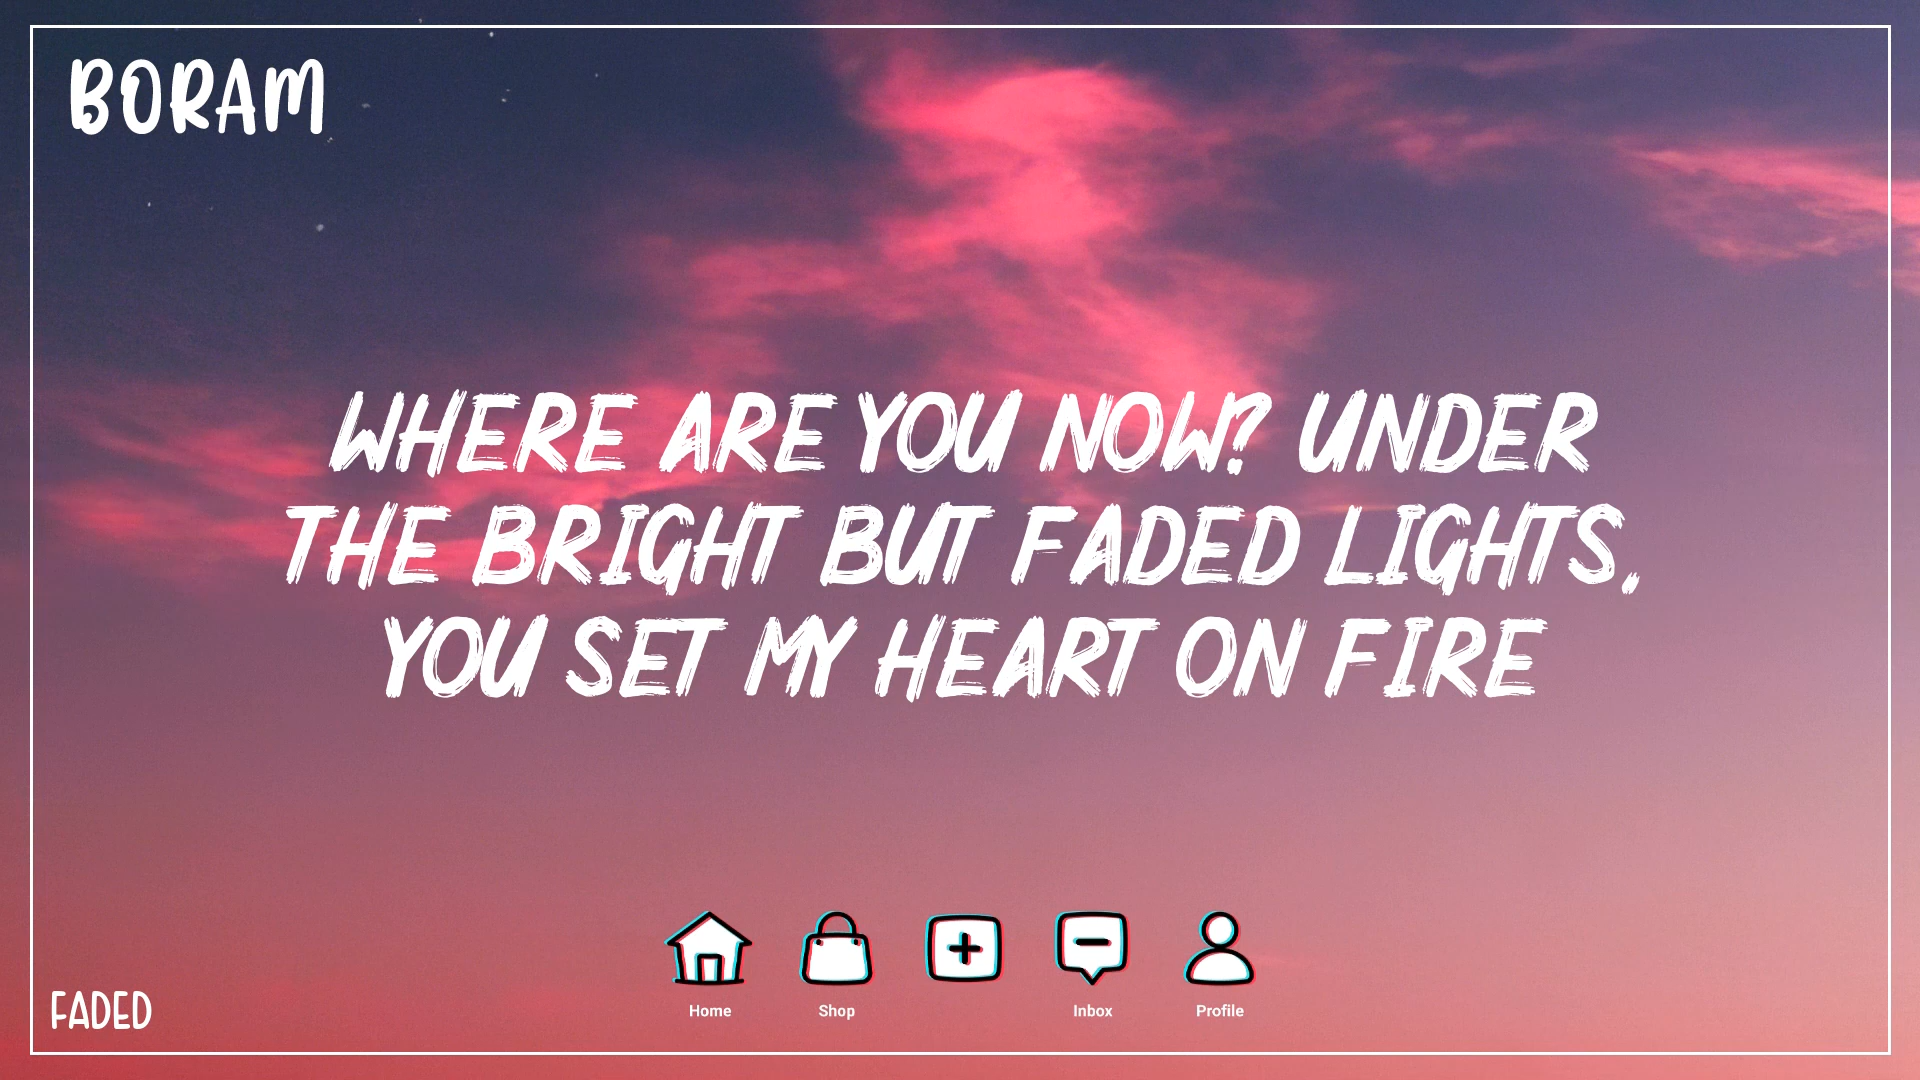 BORAM
WHERE ARE YOU NOW? UNDER
THE BRIGHT BUT FADED LIGHTS,
YOU SET MY HEART ON FIRE
Home
Shop
Inbox
Profile
FADED